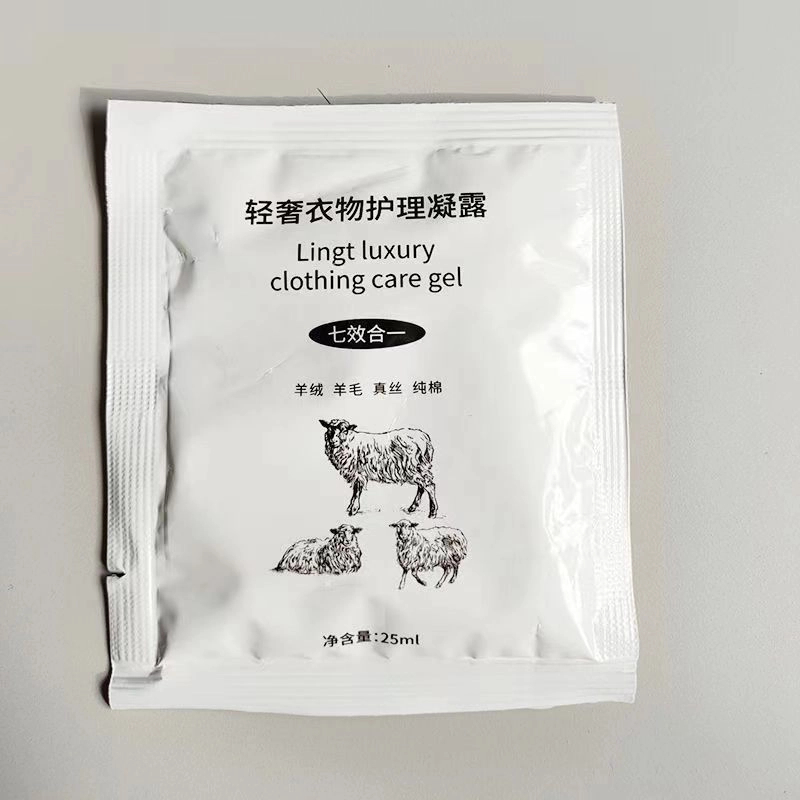 轻奢衣物护理凝露
Lingt luxury
clothing care gel
七效合一
羊绒 羊毛 真丝 纯棉
净含量:25ml